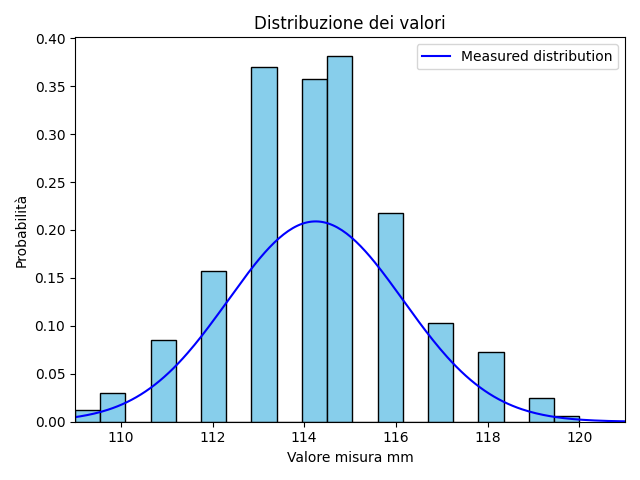 Distribuzione dei valori
Measured distribution
0.40
0.35
0.30
0.25
0.20
0.15
0.10
0.05
0.00
Probabilità
110 112 114 116 118 120
Valore misura mm